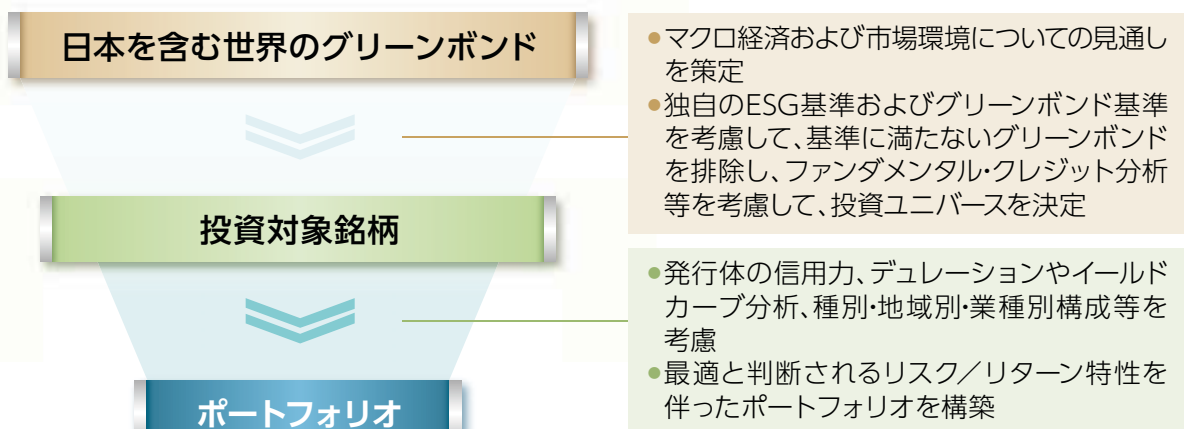 日本を含む世界のグリーンボンド
●マクロ経済および市場環境についての見通し
を策定
●独自のESG基準およびグリーンボンド基準
を考慮して、基準に満たないグリーンボンド
を排除し、ファンダメンタル・クレジット分析
等を考慮して、投資ユニバースを決定
投資対象銘柄
●発行体の信用力、デュレーションやイールド
カーブ分析、種別・地域別・業種別構成等を
考慮
●最適と判断されるリスク／リターン特性を
伴ったポートフォリオを構築
ポートフォリオ